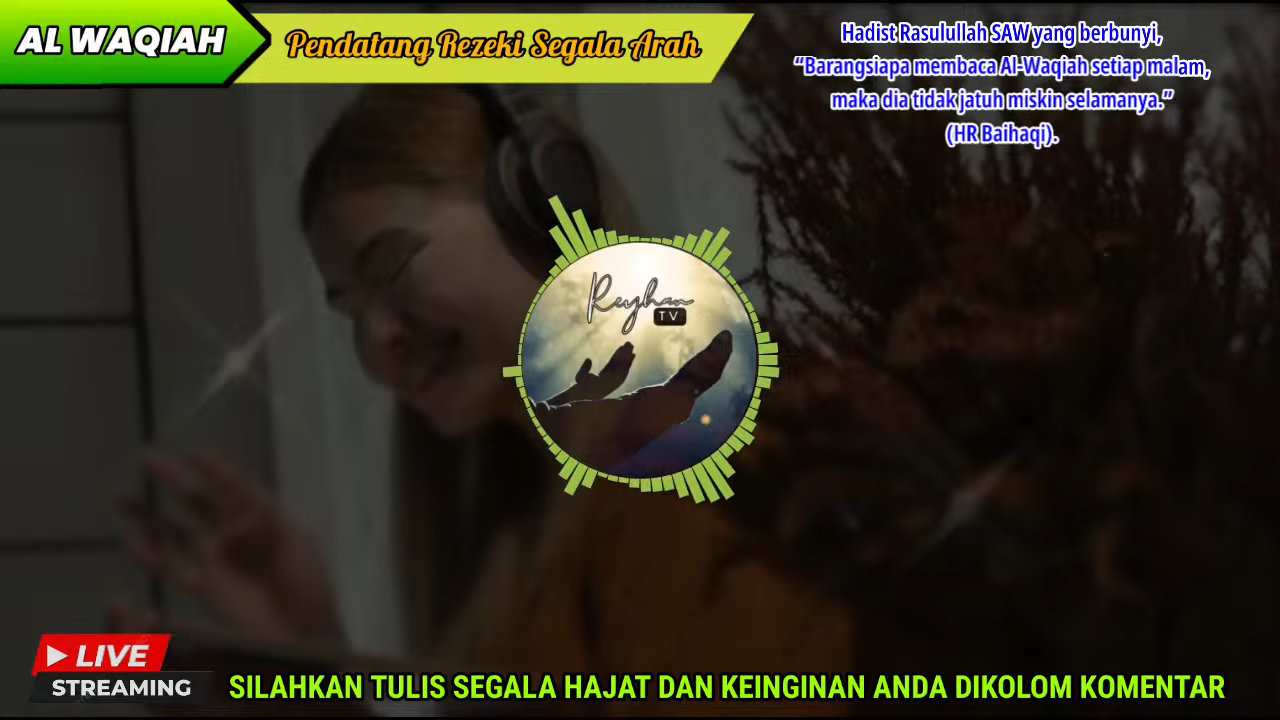 AL WAQIAH
Pendatang Rezeki Segala Arah
Hadist Rasulullah SAW yang berbunyi,
“Barangsiapa membaca Al-Waqiah setiap malam,
maka dia tidak jatuh miskin selamanya.”
(HR Baihaqi).
Reyhan
TV
LIVE
STREAMING
SILAHKAN TULIS SEGALA HAJAT DAN KEINGINAN ANDA DIKOLOM KOMENTAR